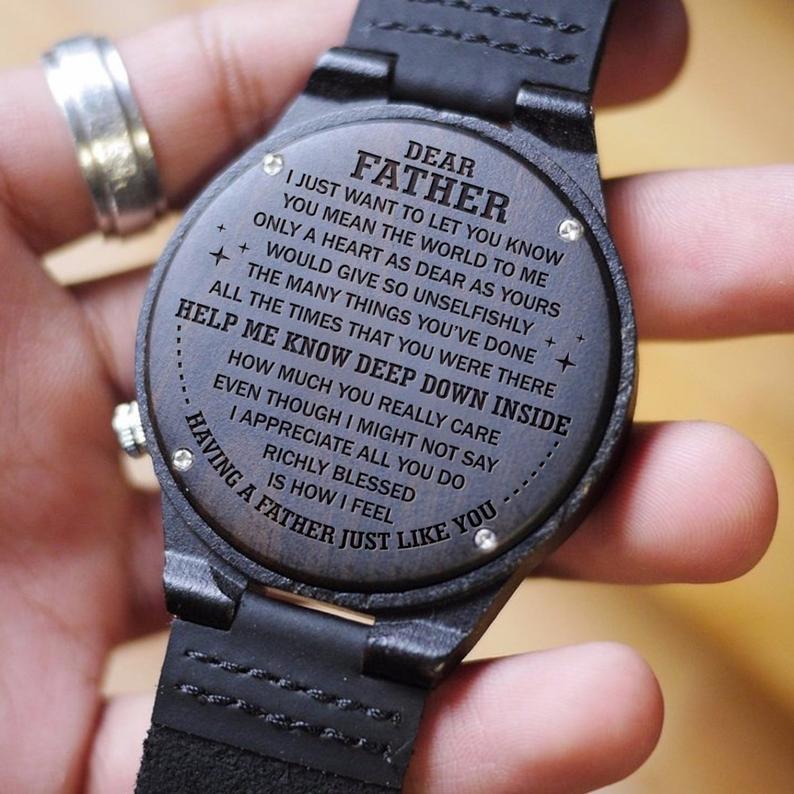 DEAR
FATHER
I JUST WANT TO LET YOU KNOW
YOU MEAN THE WORLD TO ME
ONLY A HEART AS DEAR AS YOURS
WOULD GIVE SO UNSELFISHLY
THE MANY THINGS YOU'VE DONE
ALL THE TIMES THAT YOU WERE THERE
HELP ME KNOW DEEP DOWN INSIDE
HOW MUCH YOU REALLY CARE
EVEN THOUGH I MIGHT NOT SAY
I APPRECIATE ALL YOU DO
RICHLY BLESSED
IS HOW I FEEL
HAVING A FATHER JUST LIKE YOU